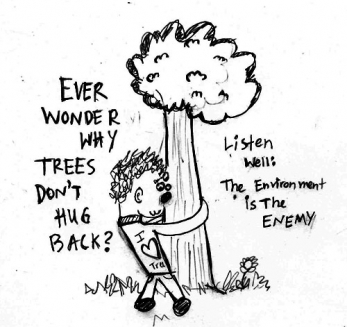 EVER
WONDER
WHY
TREES
DON'T
HUG
BACK?
Listen
Well:
The Environment
is The
ENEMY
I
Tre